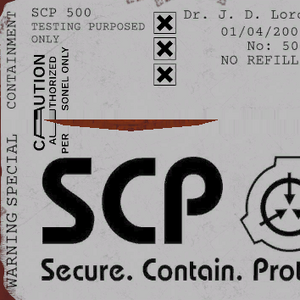 SCP 500
TESTING PURPOSED
ONLY
Dr. J. D. Lord
01/04/200
No: 50
NO REFILL
CONTAINMENT
WARNING SPECIAL
CAUTION
AUTHORIZED
PERSONEL ONLY
SCP
Secure. Contain. Prot